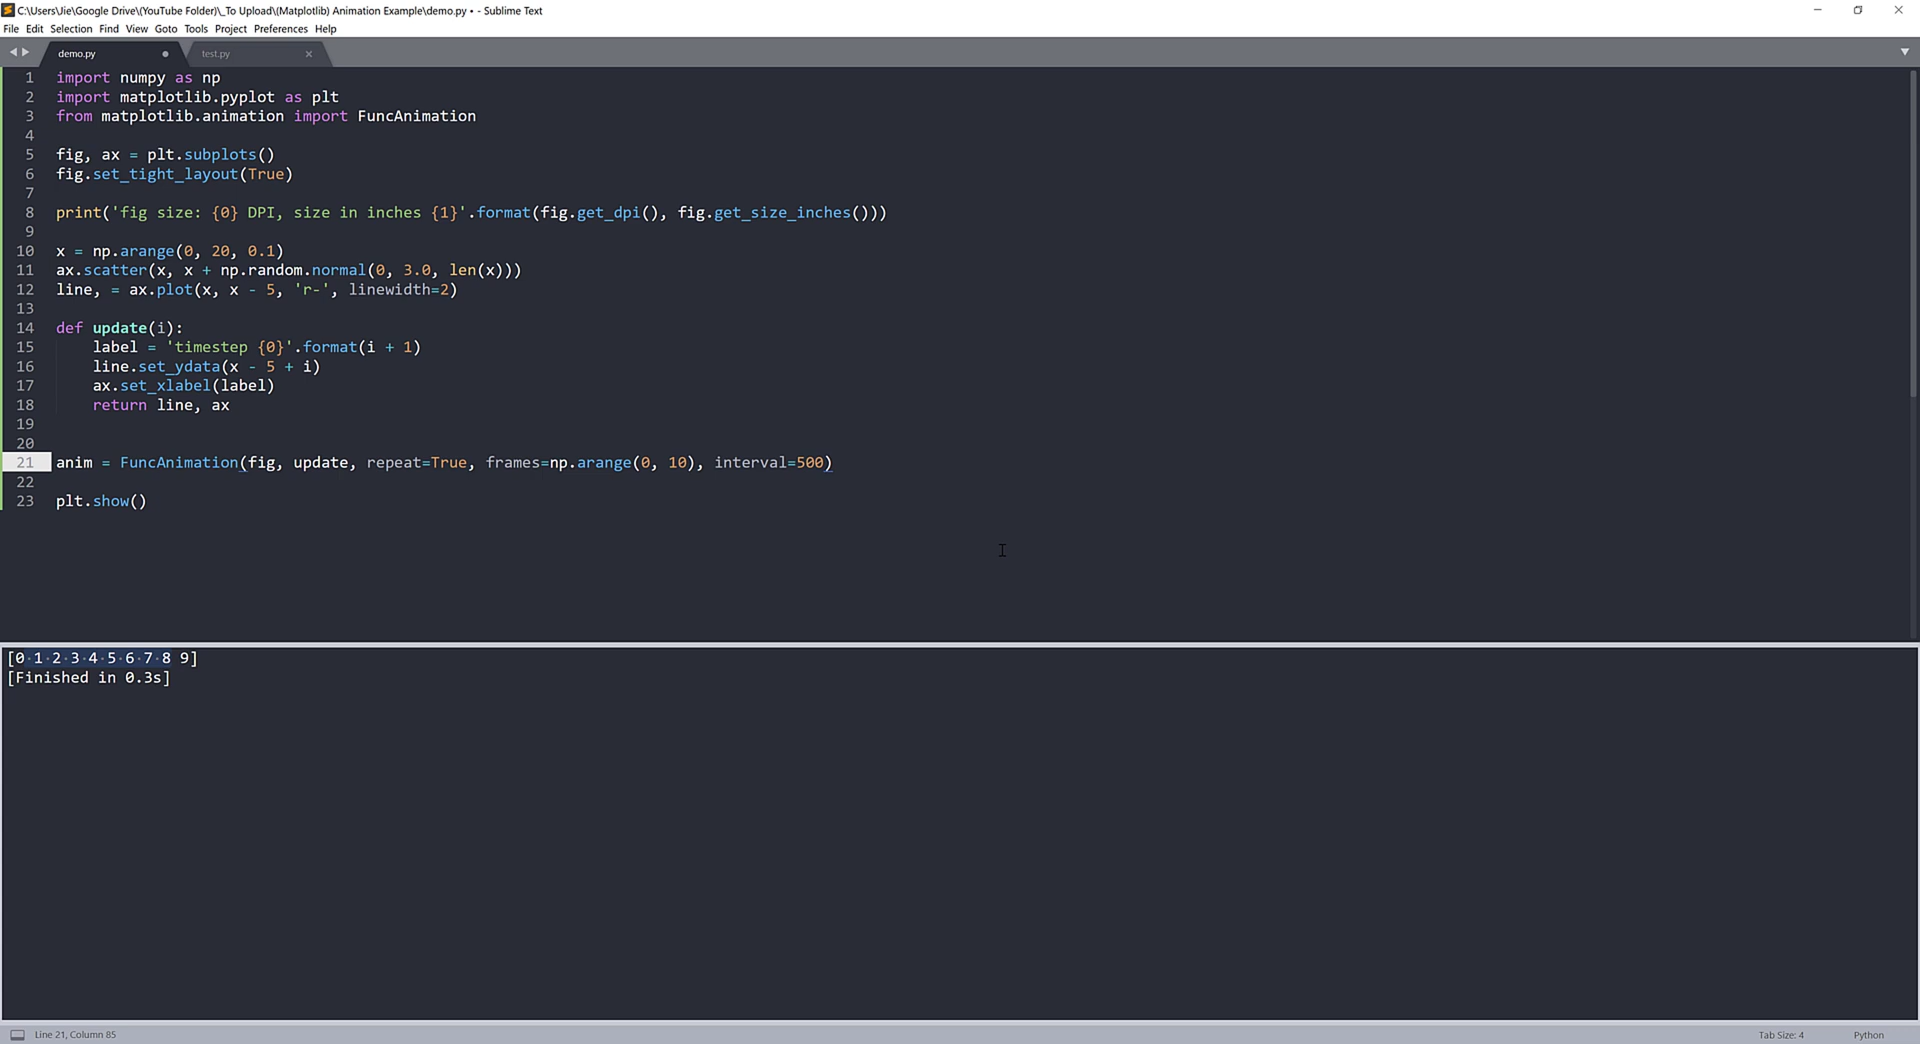 C:\Users\Jie\Google Drive\(YouTube Folder)\_To Upload\(Matplotlib) Animation Example\demo.py • - Sublime Text
File Edit Selection Find View Goto Tools Project Preferences Help
demo.py test.py
1 import numpy as np
2 import matplotlib.pyplot as plt
3 from matplotlib.animation import FuncAnimation
4
5 fig, ax = plt.subplots()
6 fig.set_tight_layout(True)
7
8 print('fig size: {0} DPI, size in inches {1}'.format(fig.get_dpi(), fig.get_size_inches()))
9
10 x = np.arange(0, 20, 0.1)
11 ax.scatter(x, x + np.random.normal(0, 3.0, len(x)))
12 line, = ax.plot(x, x - 5, 'r-', linewidth=2)
13
14 def update(i):
15     label = 'timestep {0}'.format(i + 1)
16     line.set_ydata(x - 5 + i)
17     ax.set_xlabel(label)
18     return line, ax
19
20
21 anim = FuncAnimation(fig, update, repeat=True, frames=np.arange(0, 10), interval=500)
22
23 plt.show()
[0·1·2·3·4·5·6·7·8 9]
[Finished in 0.3s]
Line 21, Column 85 Tab Size: 4 Python